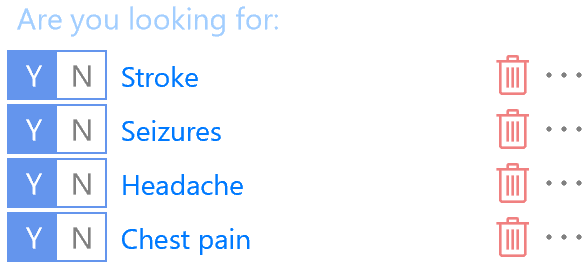 Are you looking for:
Y N Stroke
Y N Seizures
Y N Headache
Y N Chest pain